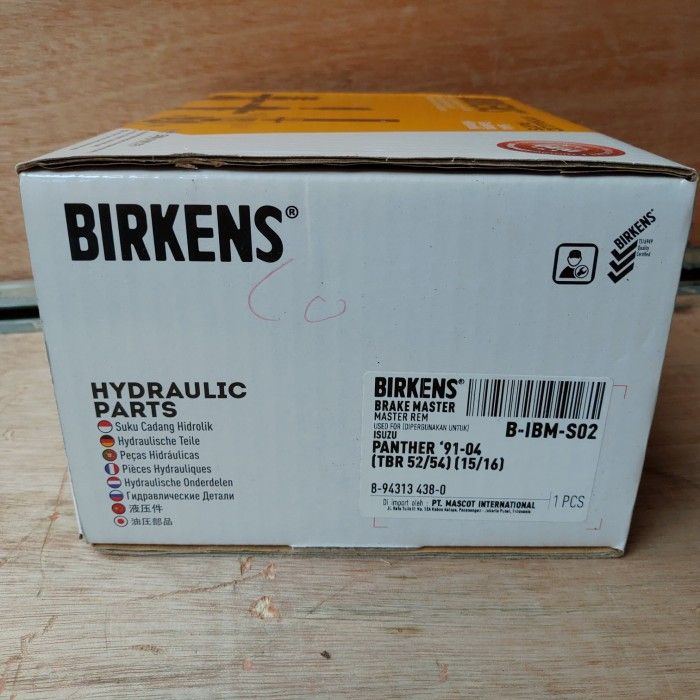 BIRKENS®
BIRKENS®
HYDRAULIC
PARTS
Suku Cadang Hidrolik
Hydraulische Teile
Peças Hidráulicas
Pièces Hydrauliques
Hydraulische Onderdelen
Гидравлические Детали
液压件
油圧部品
BIRKENS®
BRAKE MASTER
MASTER REM
USED FOR (DIPERGUNAKAN UNTUK)
B-IBM-S02
ISUZU
PANTHER '91-04
(TBR 52/54) (15/16)
8-94313 438-0
Di import oleh : PT. MASCOT INTERNATIONAL
1 PCS